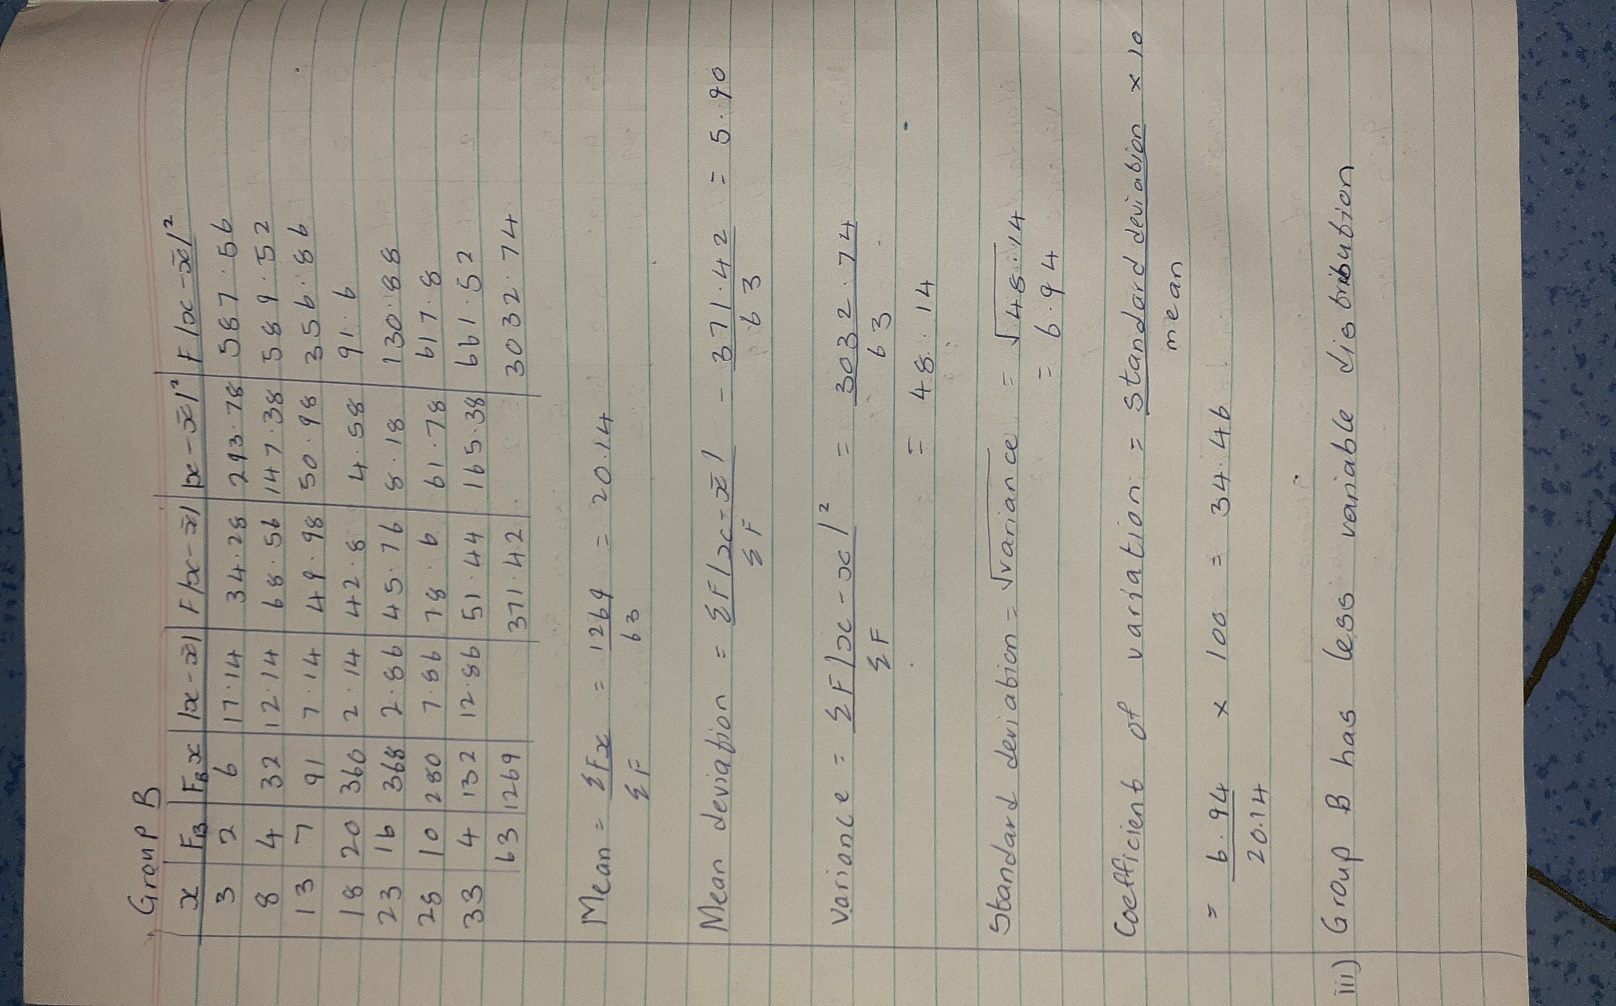 Group B
x F_B F_B x |x-x̄| F|x-x̄| |x-x̄|² F|x-x̄|²
3 2 6 17.14 34.28 293.78 587.56
8 4 32 12.14 68.56 147.38 589.52
13 7 91 7.14 49.98 50.98 356.86
18 20 360 2.14 42.8 4.58 91.6
23 16 368 2.86 45.76 8.18 130.88
28 10 280 7.86 78.6 61.78 617.8
33 4 132 12.86 51.44 165.38 661.52
63 1269 371.42 3032.74
Mean = ΣFx = 1269 = 20.14
ΣF 63
Mean deviation = ΣF|x-x̄| - 371.42 = 5.90
ΣF 63
Variance = ΣF|x-x|² = 3032.74
ΣF 63
= 48.14
Standard deviation = √variance = √48.14
= 6.94
Coefficient of variation = standard deviation x 10
mean
= 6.94 x 100 = 34.46
20.14
iii) Group B has less variable distribution